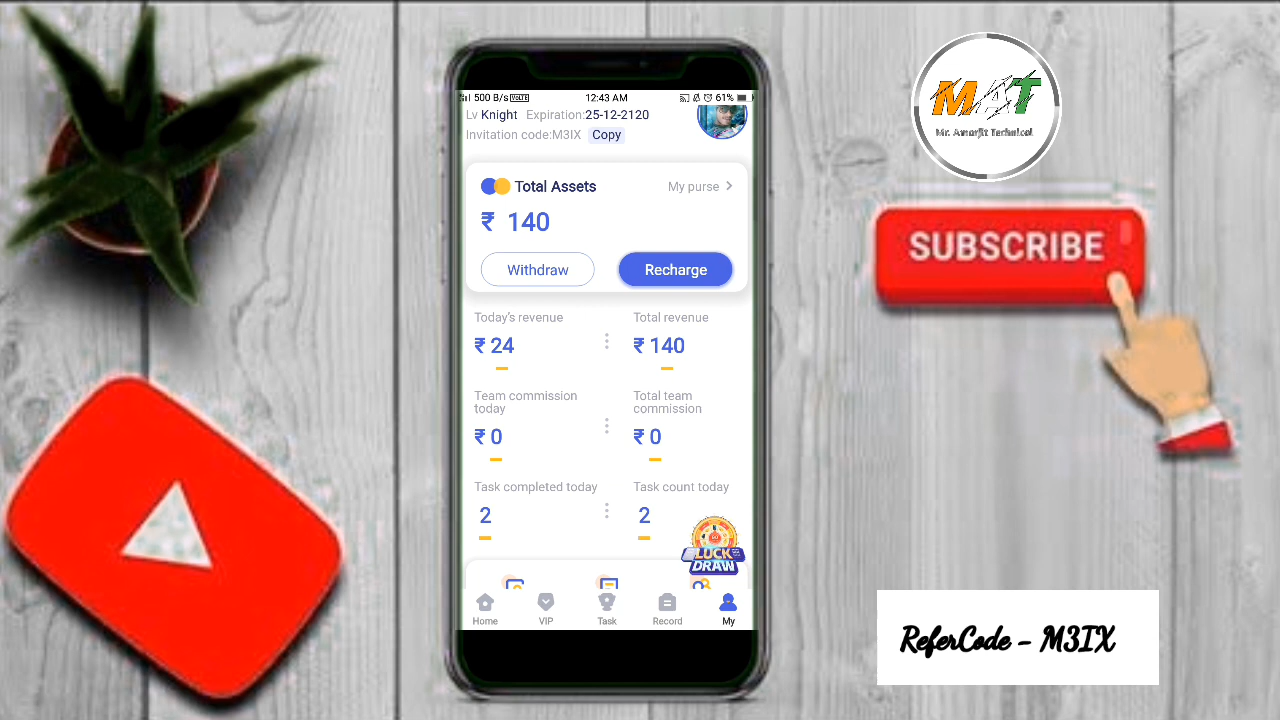 500 B/s VoLTE 12:43 AM 61%
Lv Knight Expiration:25-12-2120
Invitation code:M3IX Copy
Total Assets My purse
₹ 140
Withdraw Recharge
Today's revenue Total revenue
₹ 24 ₹ 140
Team commission today Total team commission
₹ 0 ₹ 0
Task completed today Task count today
2 2
LUCK
DRAW
Home VIP Task Record My
MAT
Mr. Amarjit Technical
SUBSCRIBE
ReferCode - M3IX